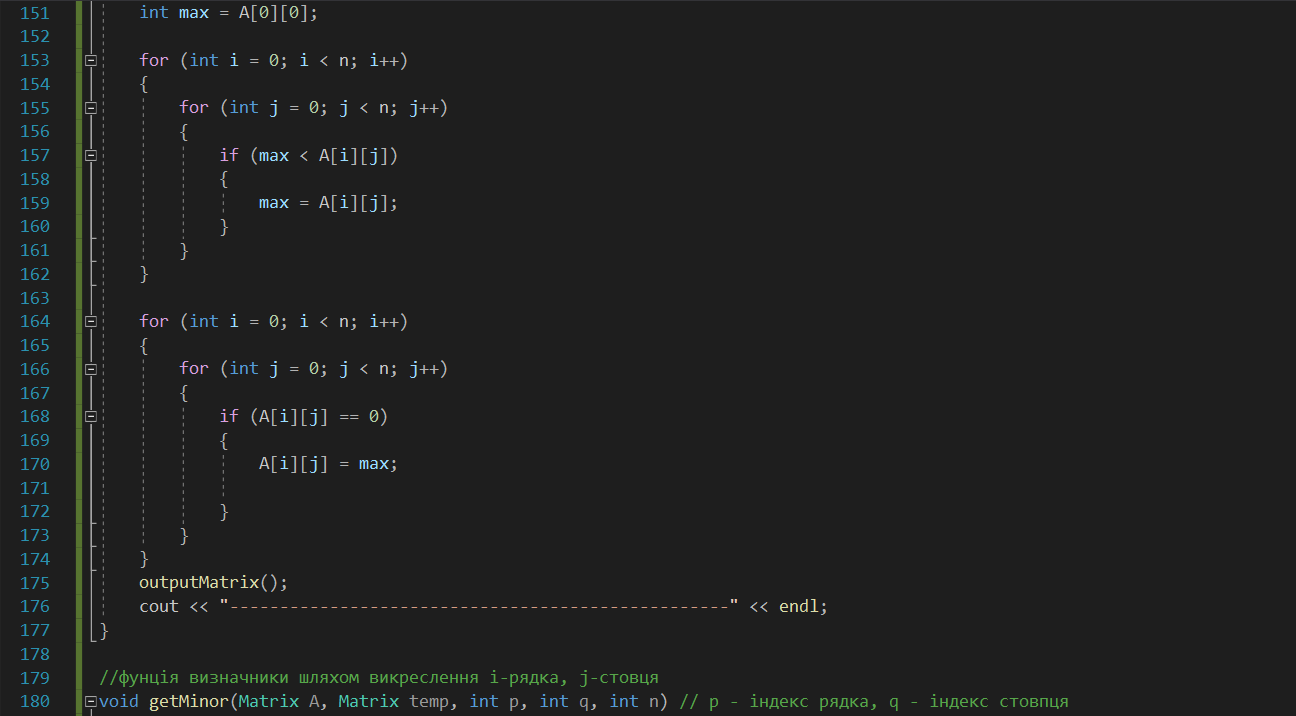 151 int max = A[0][0];
152
153 for (int i = 0; i < n; i++)
154 {
155 for (int j = 0; j < n; j++)
156 {
157 if (max < A[i][j])
158 {
159 max = A[i][j];
160 }
161 }
162 }
163
164 for (int i = 0; i < n; i++)
165 {
166 for (int j = 0; j < n; j++)
167 {
168 if (A[i][j] == 0)
169 {
170 A[i][j] = max;
171
172 }
173 }
174 }
175 outputMatrix();
176 cout << "--------------------------------------------------" << endl;
177 }
178
179 //фунція визначники шляхом викреслення i-рядка, j-стовця
180 void getMinor(Matrix A, Matrix temp, int p, int q, int n) // p - індекс рядка, q - індекс стовпця